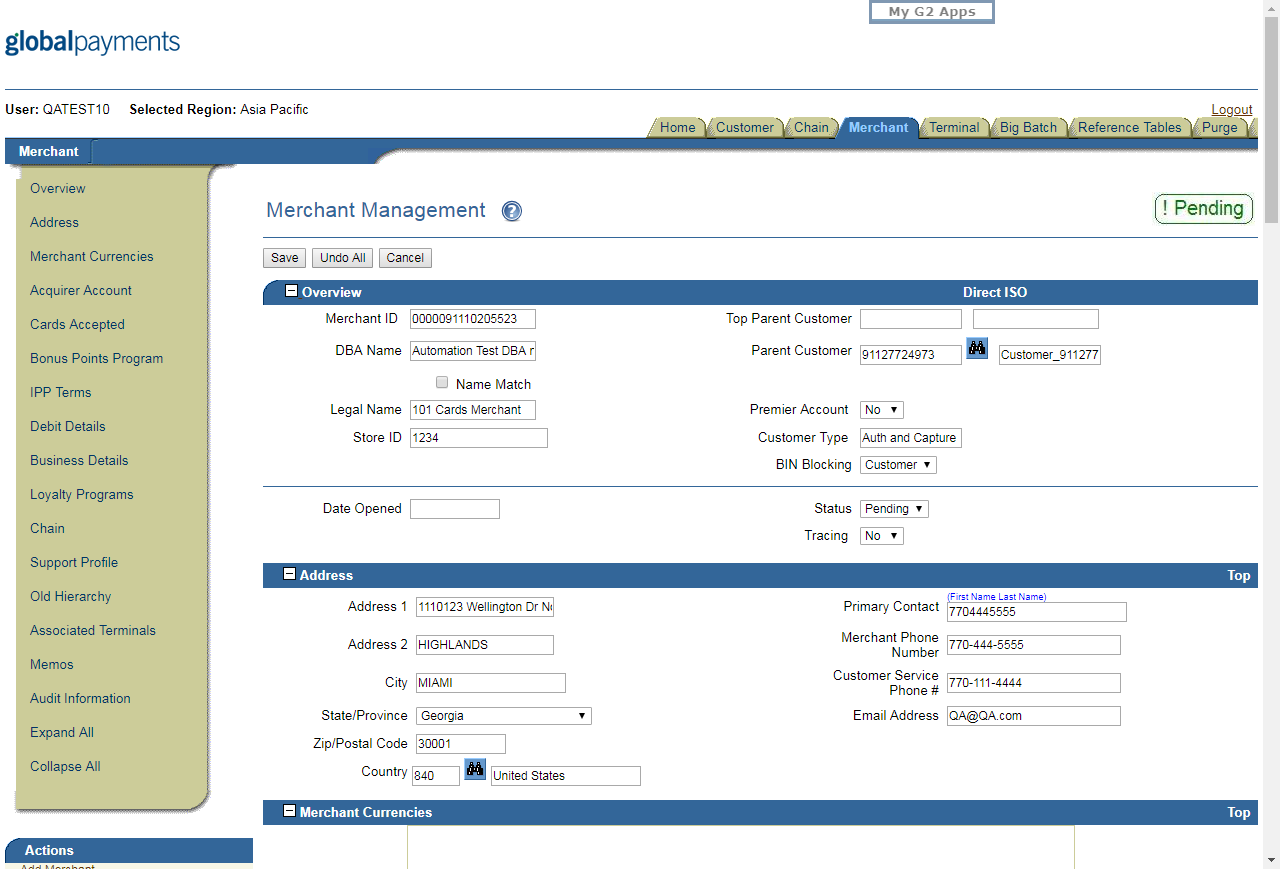 My G2 Apps
globalpayments
User: QATEST10 Selected Region: Asia Pacific
Logout
Home Customer Chain Merchant Terminal Big Batch Reference Tables Purge
Merchant
Overview
Address
Merchant Currencies
Acquirer Account
Cards Accepted
Bonus Points Program
IPP Terms
Debit Details
Business Details
Loyalty Programs
Chain
Support Profile
Old Hierarchy
Associated Terminals
Memos
Audit Information
Expand All
Collapse All
Actions
Add Merchant
Merchant Management ?
! Pending
Save Undo All Cancel
Overview Direct ISO
Merchant ID 0000091110205523 Top Parent Customer
DBA Name Automation Test DBA r Parent Customer 91127724973 Customer_911277
Name Match
Legal Name 101 Cards Merchant Premier Account No
Store ID 1234 Customer Type Auth and Capture
BIN Blocking Customer
Date Opened Status Pending
Tracing No
Address Top
(First Name Last Name)
Address 1 1110123 Wellington Dr No Primary Contact 7704445555
Address 2 HIGHLANDS Merchant Phone Number 770-444-5555
City MIAMI Customer Service Phone # 770-111-4444
State/Province Georgia Email Address QA@QA.com
Zip/Postal Code 30001
Country 840 United States
Merchant Currencies Top